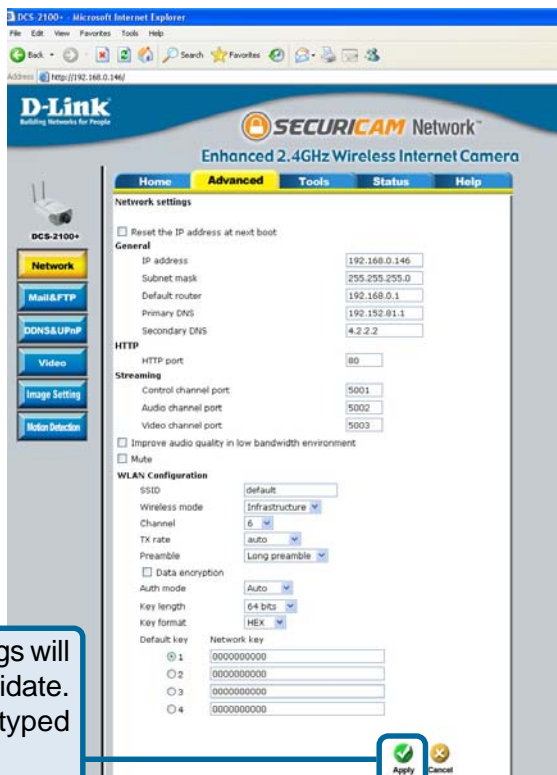 DCS-2100+ - Microsoft Internet Explorer
File Edit View Favorites Tools Help
Back Search Favorites
Address http://192.168.0.146/
D-Link
Building Networks for People
SECURICAM Network™
Enhanced 2.4GHz Wireless Internet Camera
Home Advanced Tools Status Help
DCS-2100+
Network
Mail&FTP
DDNS&UPnP
Video
Image Setting
Motion Detection
Network settings
Reset the IP address at next boot
General
IP address 192.168.0.146
Subnet mask 255.255.255.0
Default router 192.168.0.1
Primary DNS 192.152.81.1
Secondary DNS 4.2.2.2
HTTP
HTTP port 80
Streaming
Control channel port 5001
Audio channel port 5002
Video channel port 5003
Improve audio quality in low bandwidth environment
Mute
WLAN Configuration
SSID default
Wireless mode Infrastructure
Channel 6
TX rate auto
Preamble Long preamble
Data encryption
Auth mode Auto
Key length 64 bits
Key format HEX
Default key Network key
1 0000000000
2 0000000000
3 0000000000
4 0000000000
gs will
idate.
typed
Apply Cancel